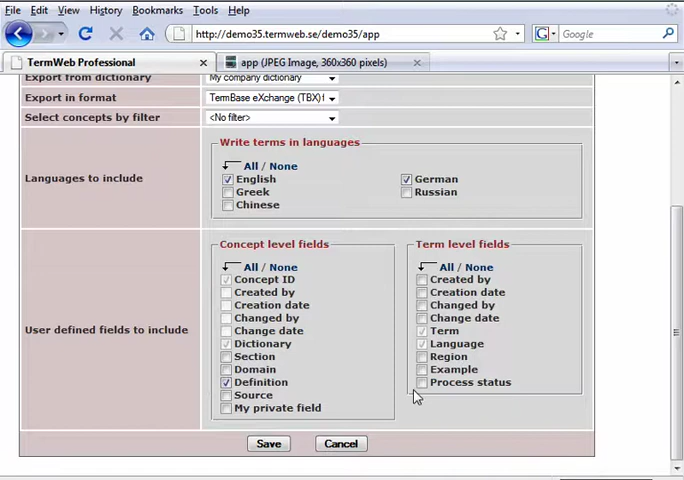 File Edit View History Bookmarks Tools Help
http://demo35.termweb.se/demo35/app
G Google
TermWeb Professional
app (JPEG Image, 360x360 pixels)
Export from dictionary My company dictionary
Export in format TermBase eXchange (TBX) f
Select concepts by filter <No filter>
Languages to include
Write terms in languages
All / None
English German
Greek Russian
Chinese
User defined fields to include
Concept level fields
All / None
Concept ID
Created by
Creation date
Changed by
Change date
Dictionary
Section
Domain
Definition
Source
My private field
Term level fields
All / None
Created by
Creation date
Changed by
Change date
Term
Language
Region
Example
Process status
Save Cancel